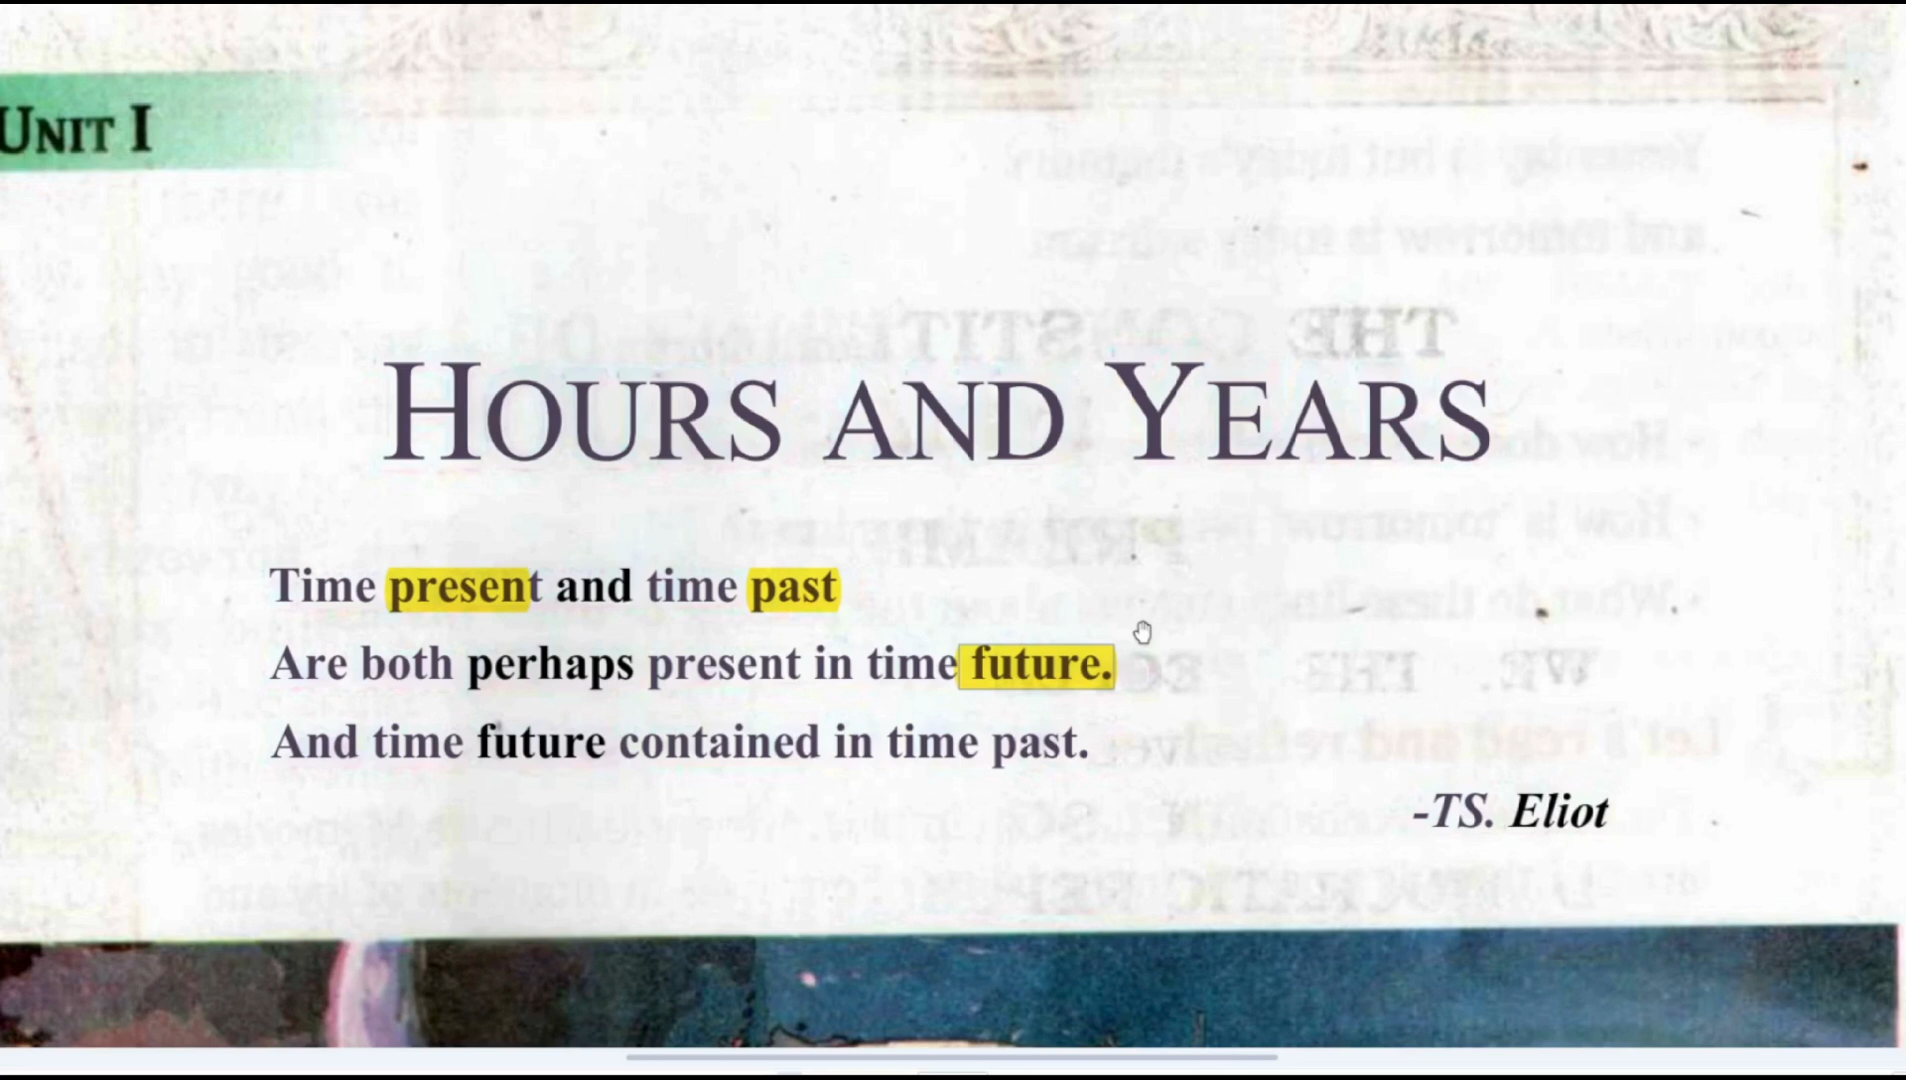 UNIT I
HOURS AND YEARS
Time present and time past
Are both perhaps present in time future.
And time future contained in time past.
-TS. Eliot